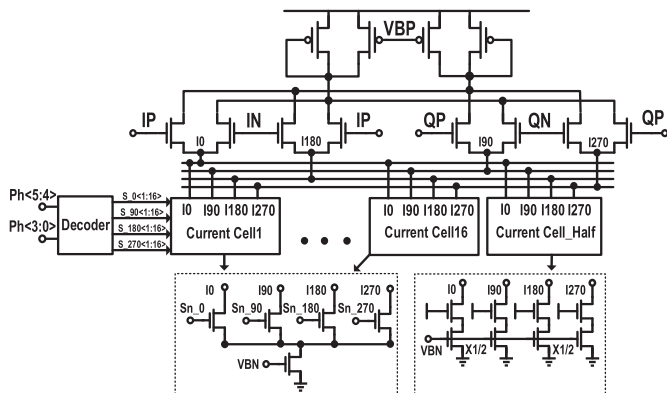 VBP
IP IN IP QP QN QP
I0 I180 I90 I270
Ph<5:4>
Ph<3:0>
Decoder
S_0<1:16>
S_90<1:16>
S_180<1:16>
S_270<1:16>
I0 I90 I180 I270
Current Cell1
I0 I90 I180 I270
Current Cell16
I0 I90 I180 I270
Current Cell_Half
I0 I90 I180 I270
Sn_0 Sn_90 Sn_180 Sn_270
VBN
I0 I90 I180 I270
VBN X1/2 X1/2